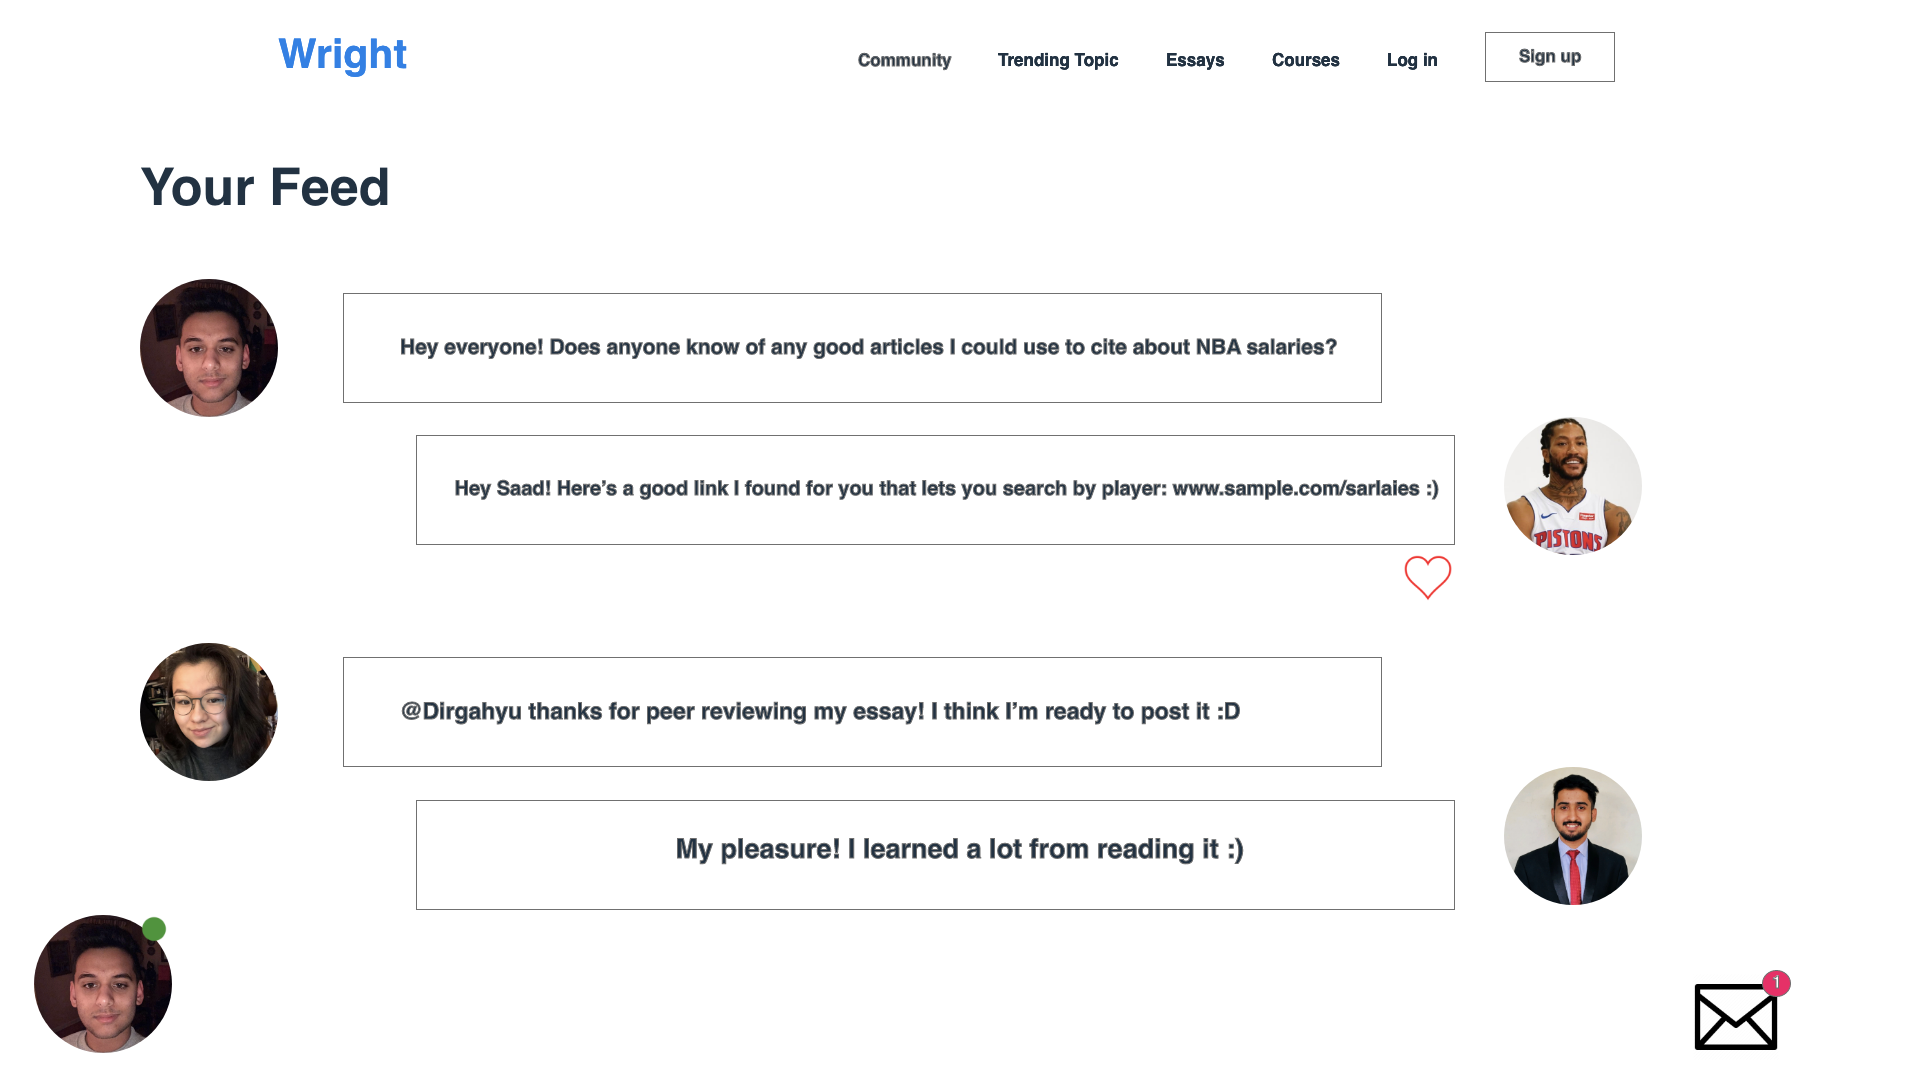 Wright
Community
Trending Topic
Essays
Courses
Log in
Sign up
Your Feed
Hey everyone! Does anyone know of any good articles I could use to cite about NBA salaries?
Hey Saad! Here’s a good link I found for you that lets you search by player: www.sample.com/sarlaies :)
PISTONS
@Dirgahyu thanks for peer reviewing my essay! I think I’m ready to post it :D
My pleasure! I learned a lot from reading it :)
1